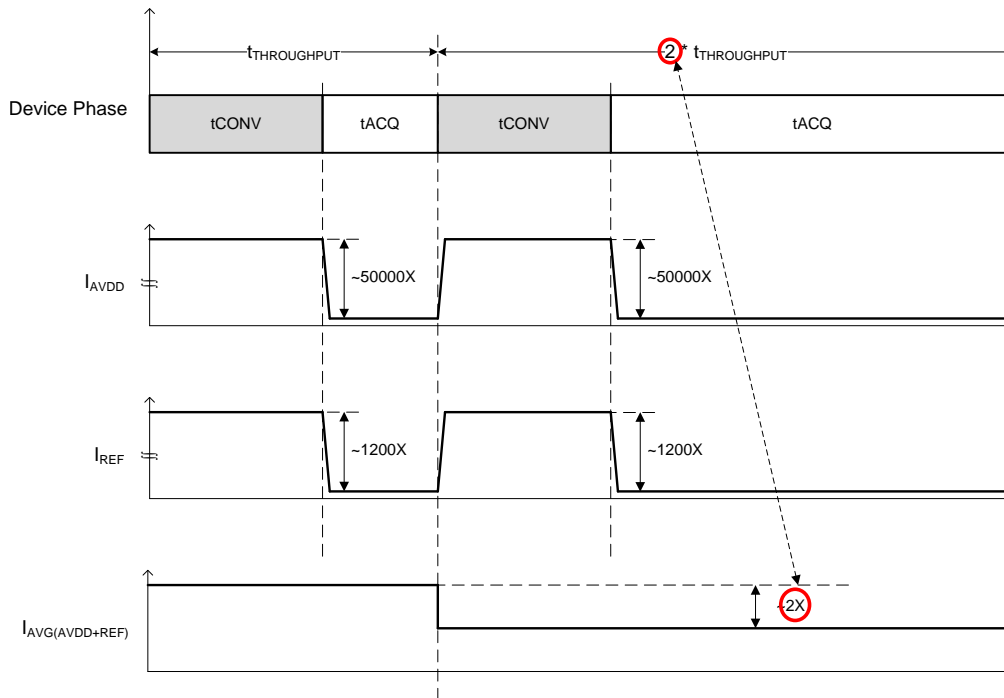 tTHROUGHPUT
2 * tTHROUGHPUT
Device Phase
tCONV
tACQ
tCONV
tACQ
IAVDD
~50000X
~50000X
IREF
~1200X
~1200X
IAVG(AVDD+REF)
~2X